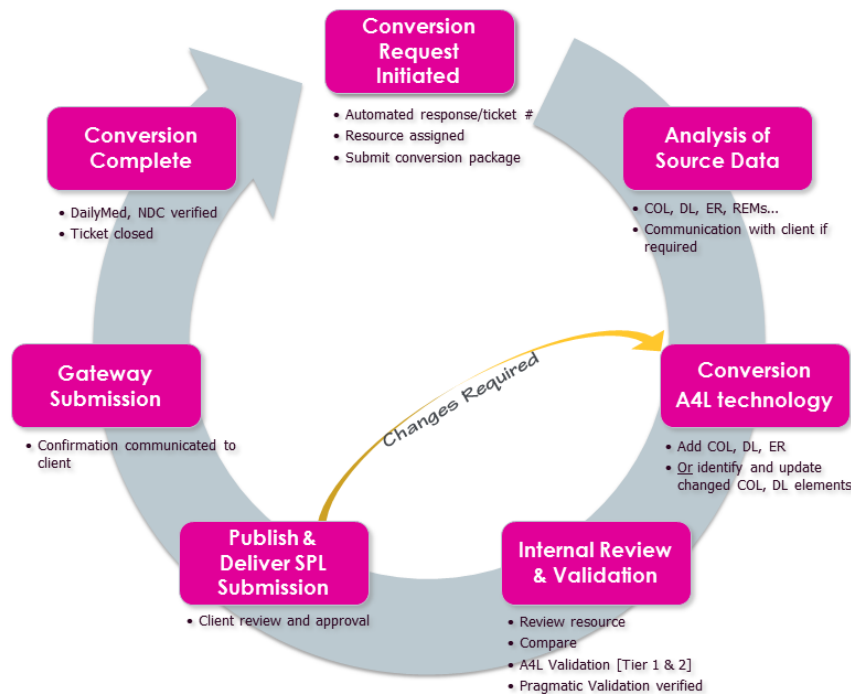 Conversion
Request
Initiated
• Automated response/ticket #
• Resource assigned
• Submit conversion package
Analysis of
Source Data
• COL, DL, ER, REMs...
• Communication with client if
required
Conversion
A4L technology
• Add COL, DL, ER
• Or identify and update
changed COL, DL elements
Internal Review
& Validation
• Review resource
• Compare
• A4L Validation [Tier 1 & 2]
• Pragmatic Validation verified
Publish &
Deliver SPL
Submission
• Client review and approval
Changes Required
Gateway
Submission
• Confirmation communicated to
client
Conversion
Complete
• DailyMed, NDC verified
• Ticket closed